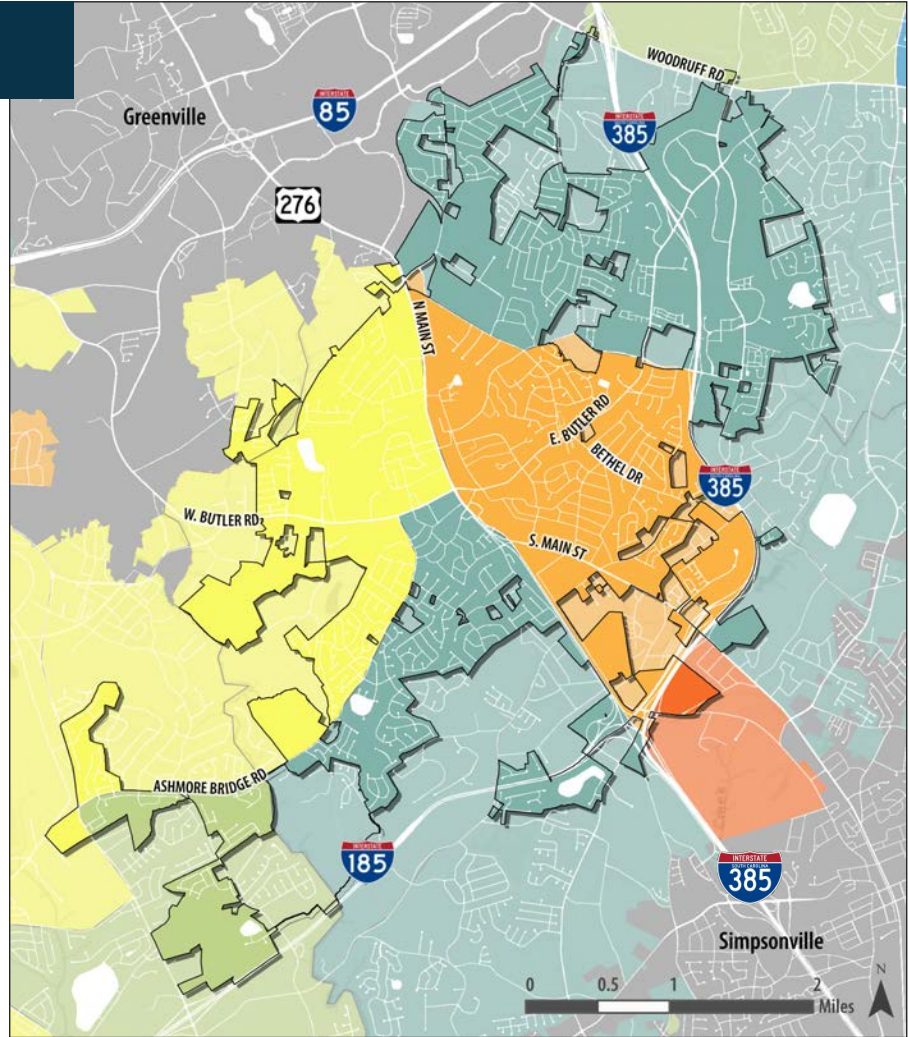 WOODRUFF RD
Greenville
INTERSTATE
85
INTERSTATE
385
276
N MAIN ST
E. BUTLER RD
BETHEL DR
INTERSTATE
385
W. BUTLER RD
S. MAIN ST
ASHMORE BRIDGE RD
INTERSTATE
185
INTERSTATE
SOUTH CAROLINA
385
Simpsonville
N
0 0.5 1 2
Miles